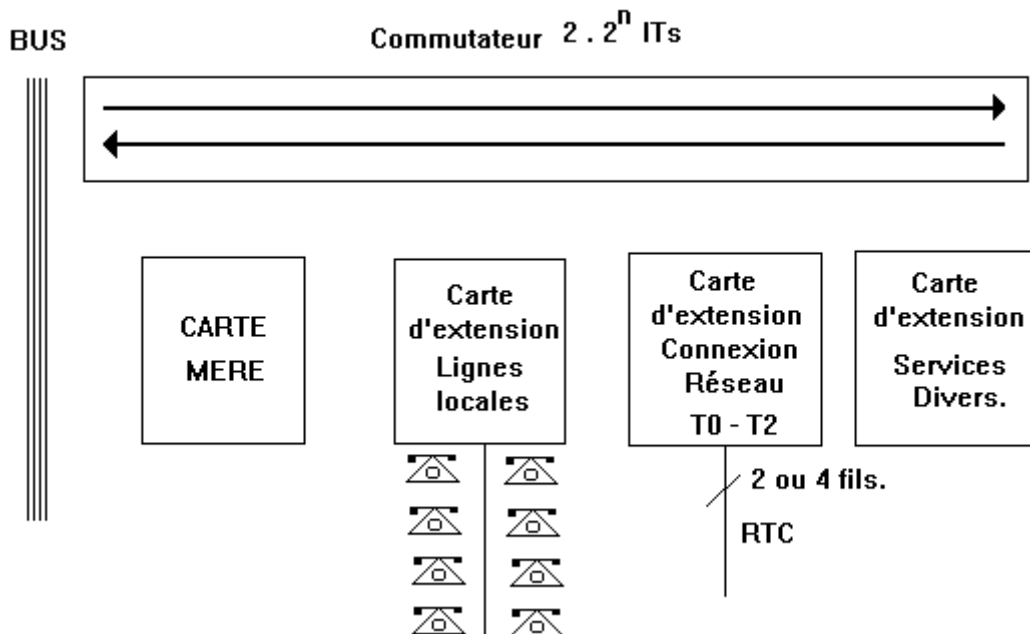 BUS
Commutateur 2 . 2ⁿ ITs
CARTE
MERE
Carte
d'extension
Lignes
locales
Carte
d'extension
Connexion
Réseau
T0 - T2
Carte
d'extension
Services
Divers.
2 ou 4 fils.
RTC